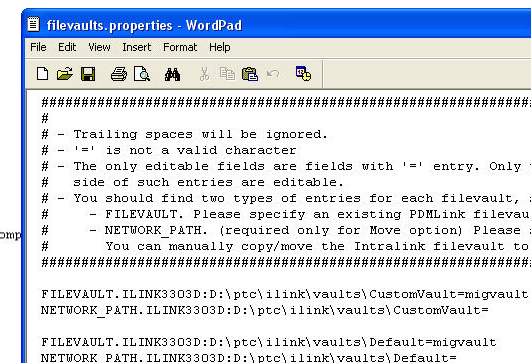 filevaults.properties - WordPad
File Edit View Insert Format Help
################################################################
#
# - Trailing spaces will be ignored.
# - '=' is not a valid character
# - The only editable fields are fields with '=' entry. Only
# side of such entries are editable.
# - You should find two types of entries for each filevault,
# - FILEVAULT. Please specify an existing PDMLink filevau
omp
# - NETWORK_PATH. (required only for Move option) Please
# You can manually copy/move the Intralink filevault to
################################################################
FILEVAULT.ILINK3303D:D:\ptc\ilink\vaults\CustomVault=migvault
NETWORK_PATH.ILINK3303D:D:\ptc\ilink\vaults\CustomVault=
FILEVAULT.ILINK3303D:D:\ptc\ilink\vaults\Default=migvault
NETWORK_PATH.ILINK3303D:D:\ptc\ilink\vaults\Default=